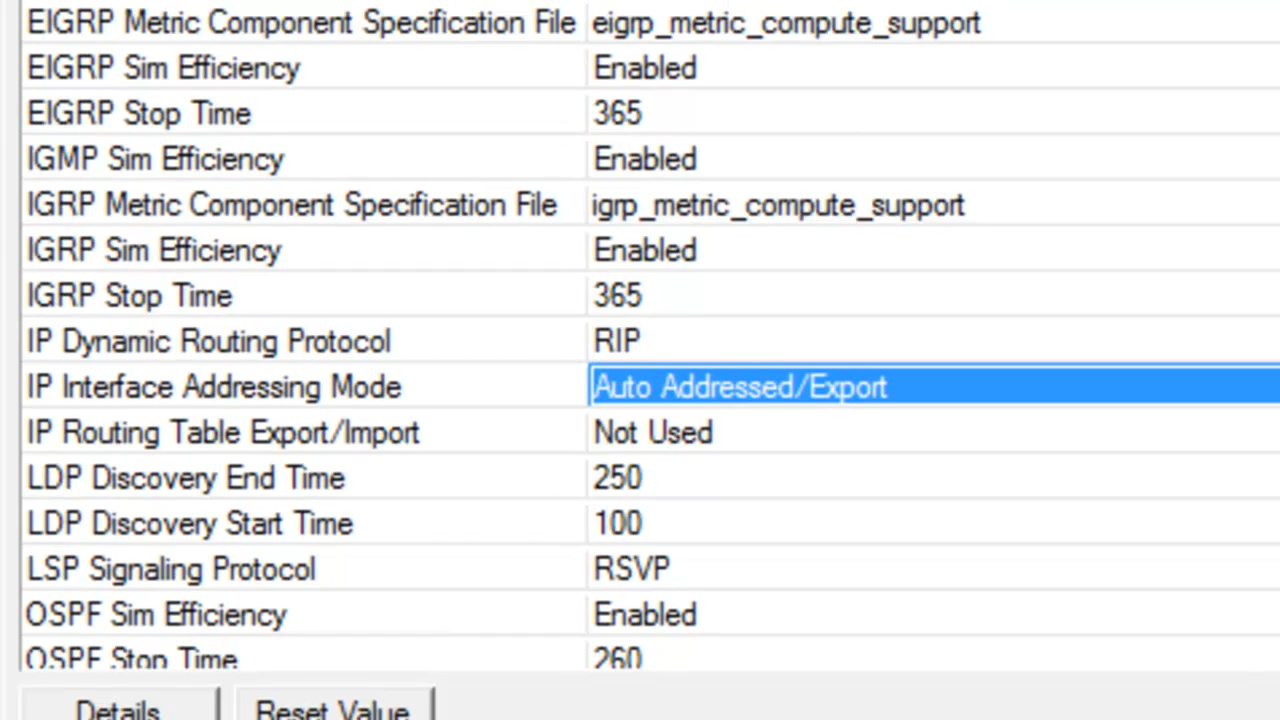 EIGRP Metric Component Specification File eigrp_metric_compute_support
EIGRP Sim Efficiency Enabled
EIGRP Stop Time 365
IGMP Sim Efficiency Enabled
IGRP Metric Component Specification File igrp_metric_compute_support
IGRP Sim Efficiency Enabled
IGRP Stop Time 365
IP Dynamic Routing Protocol RIP
IP Interface Addressing Mode Auto Addressed/Export
IP Routing Table Export/Import Not Used
LDP Discovery End Time 250
LDP Discovery Start Time 100
LSP Signaling Protocol RSVP
OSPF Sim Efficiency Enabled
OSPF Stop Time 260
Details Reset Value